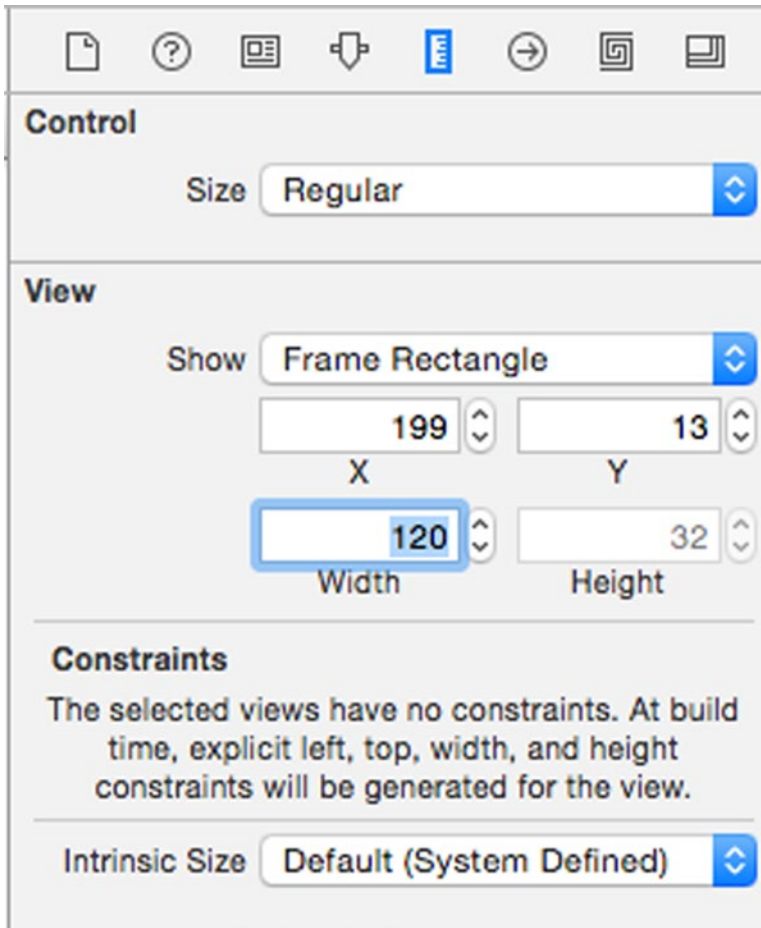 Control
Size Regular
View
Show Frame Rectangle
199 13
X Y
120 32
Width Height
Constraints
The selected views have no constraints. At build
time, explicit left, top, width, and height
constraints will be generated for the view.
Intrinsic Size Default (System Defined)